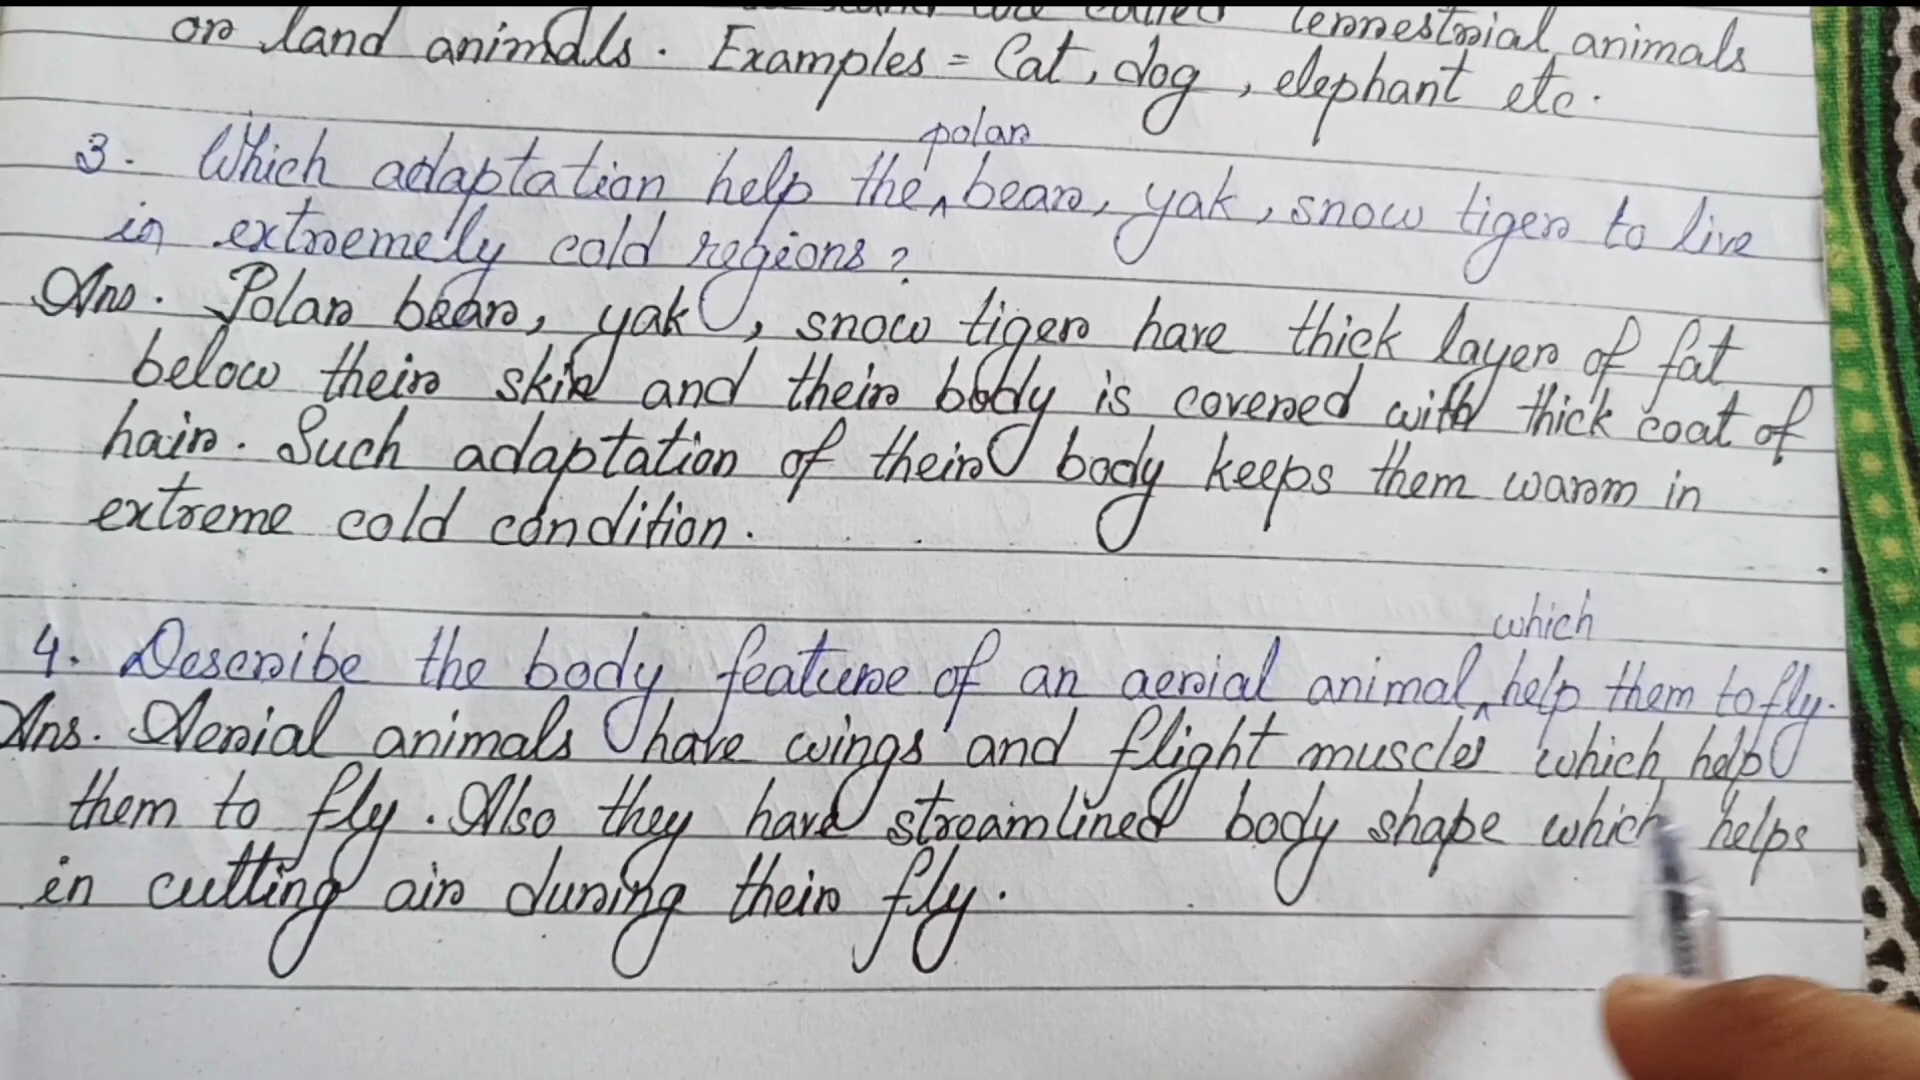 called terrestrial animals
or land animals. Examples = Cat, dog, elephant etc.
3. Which adaptation help the ^ polar bear, yak, snow tiger to live
in extremely cold regions?
Ans. Polar bear, yak, snow tiger have thick layer of fat
below their skin and their body is covered with thick coat of
hair. Such adaptation of their body keeps them warm in
extreme cold condition.
4. Describe the body feature of an aerial animal ^ which help them to fly.
Ans. Aerial animals have wings and flight muscles which help
them to fly. Also they have streamlined body shape which helps
in cutting air during their fly.